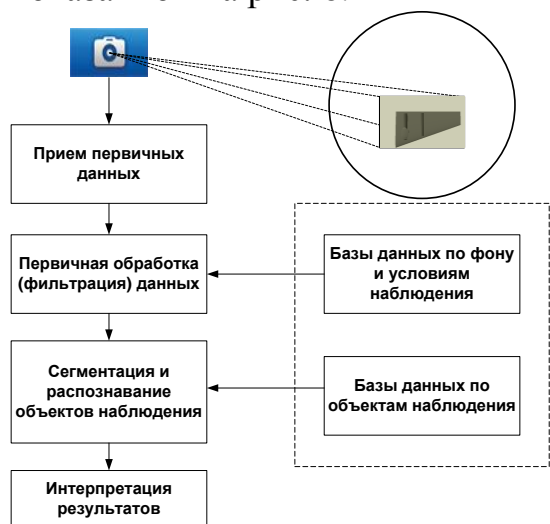 Прием первичных
данных
Первичная обработка
(фильтрация) данных
Базы данных по фону
и условиям
наблюдения
Сегментация и
распознавание
объектов наблюдения
Базы данных по
объектам наблюдения
Интерпретация
результатов